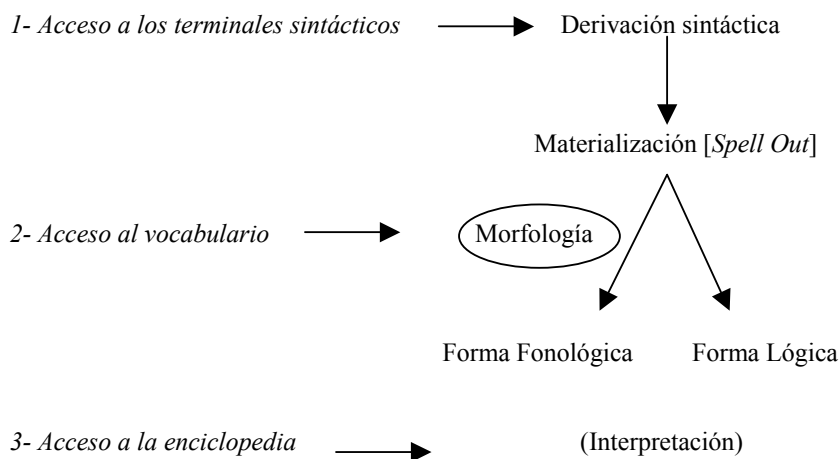 1- Acceso a los terminales sintácticos Derivación sintáctica
Materialización [Spell Out]
2- Acceso al vocabulario Morfología
Forma Fonológica Forma Lógica
3- Acceso a la enciclopedia (Interpretación)